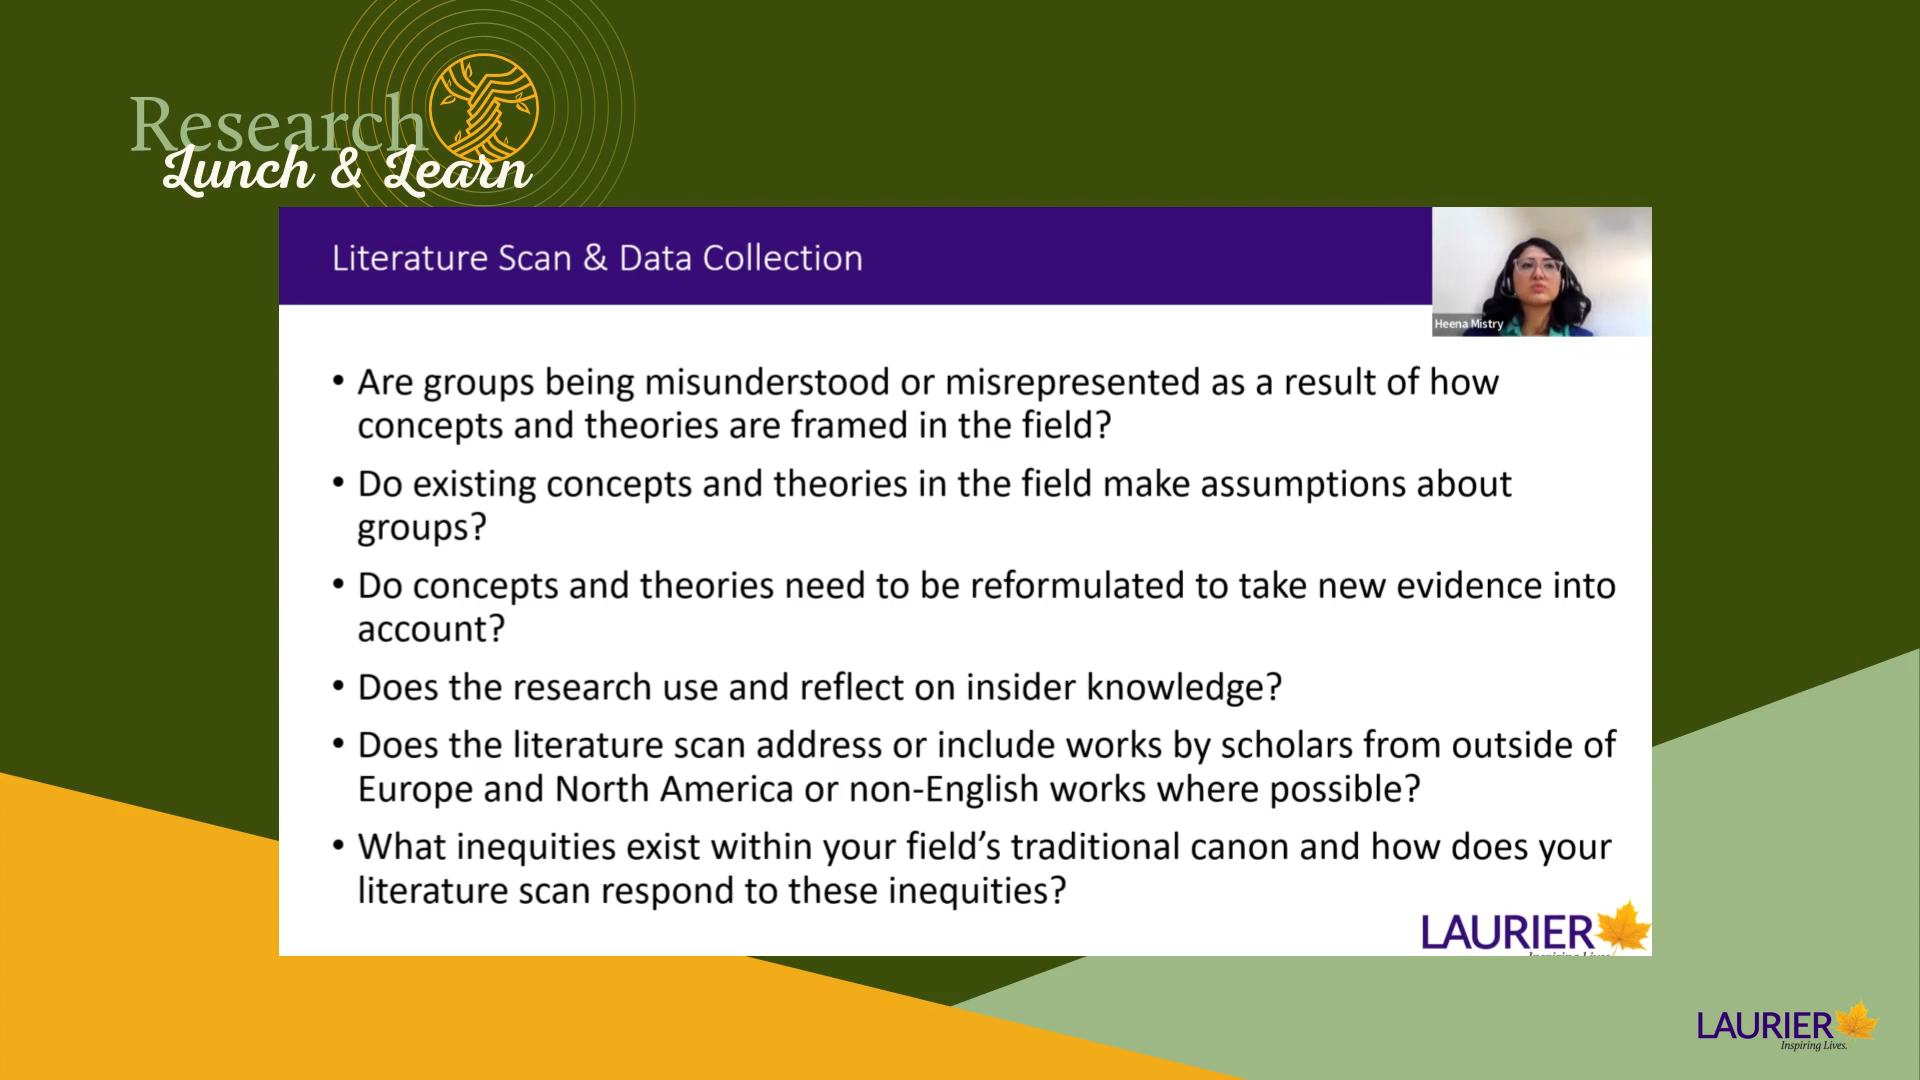 Research
Lunch & Learn
Literature Scan & Data Collection
Heena Mistry
• Are groups being misunderstood or misrepresented as a result of how
concepts and theories are framed in the field?
• Do existing concepts and theories in the field make assumptions about
groups?
• Do concepts and theories need to be reformulated to take new evidence into
account?
• Does the research use and reflect on insider knowledge?
• Does the literature scan address or include works by scholars from outside of
Europe and North America or non-English works where possible?
• What inequities exist within your field’s traditional canon and how does your
literature scan respond to these inequities?
LAURIER
Inspiring Lives
LAURIER
Inspiring Lives.